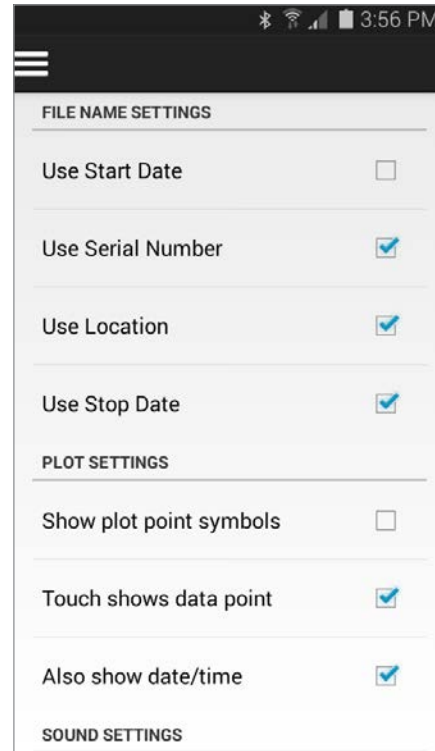 3:56 PM
FILE NAME SETTINGS
Use Start Date
Use Serial Number
Use Location
Use Stop Date
PLOT SETTINGS
Show plot point symbols
Touch shows data point
Also show date/time
SOUND SETTINGS